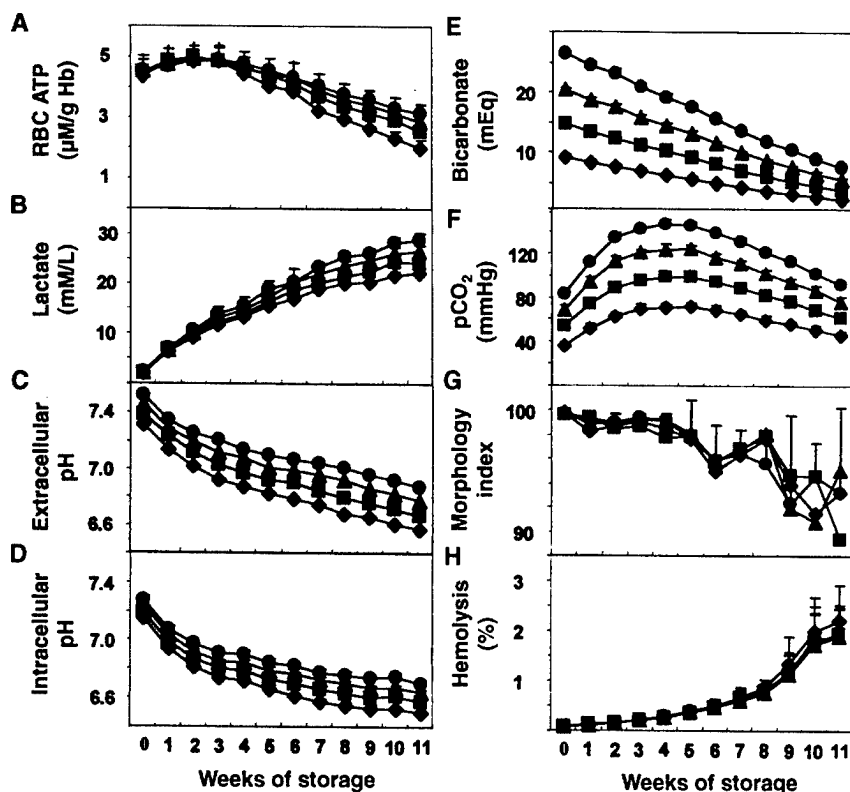 A
RBC ATP
(µM/g Hb)
5
3
1
B
Lactate
(mM/L)
30
20
10
C
Extracellular
pH
7.4
7.0
6.6
D
Intracellular
pH
7.4
7.0
6.6
0 1 2 3 4 5 6 7 8 9 10 11
Weeks of storage
E
Bicarbonate
(mEq)
20
10
F
pCO2
(mmHg)
120
80
40
G
Morphology
index
100
90
H
Hemolysis
(%)
3
2
1
0 1 2 3 4 5 6 7 8 9 10 11
Weeks of storage